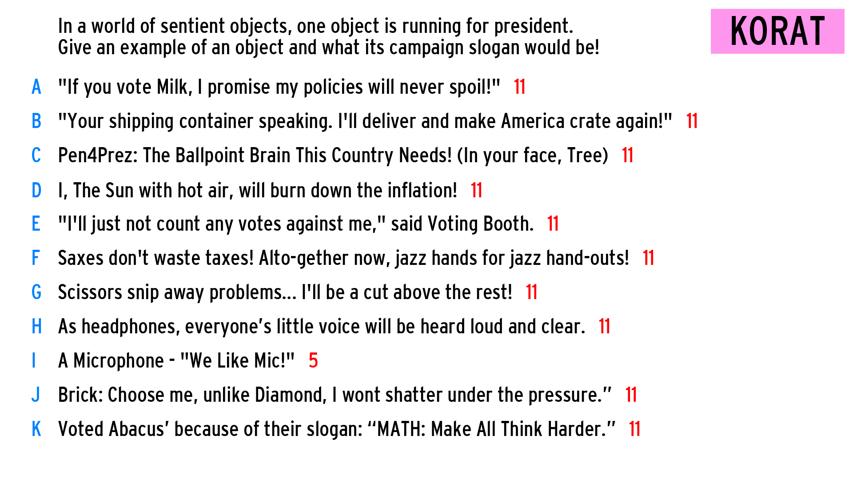 In a world of sentient objects, one object is running for president.
Give an example of an object and what its campaign slogan would be!
KORAT
A "If you vote Milk, I promise my policies will never spoil!" 11
B "Your shipping container speaking. I'll deliver and make America crate again!" 11
C Pen4Prez: The Ballpoint Brain This Country Needs! (In your face, Tree) 11
D I, The Sun with hot air, will burn down the inflation! 11
E "I'll just not count any votes against me," said Voting Booth. 11
F Saxes don't waste taxes! Alto-gether now, jazz hands for jazz hand-outs! 11
G Scissors snip away problems... I'll be a cut above the rest! 11
H As headphones, everyone’s little voice will be heard loud and clear. 11
I A Microphone - "We Like Mic!" 5
J Brick: Choose me, unlike Diamond, I wont shatter under the pressure.” 11
K Voted Abacus’ because of their slogan: “MATH: Make All Think Harder.” 11